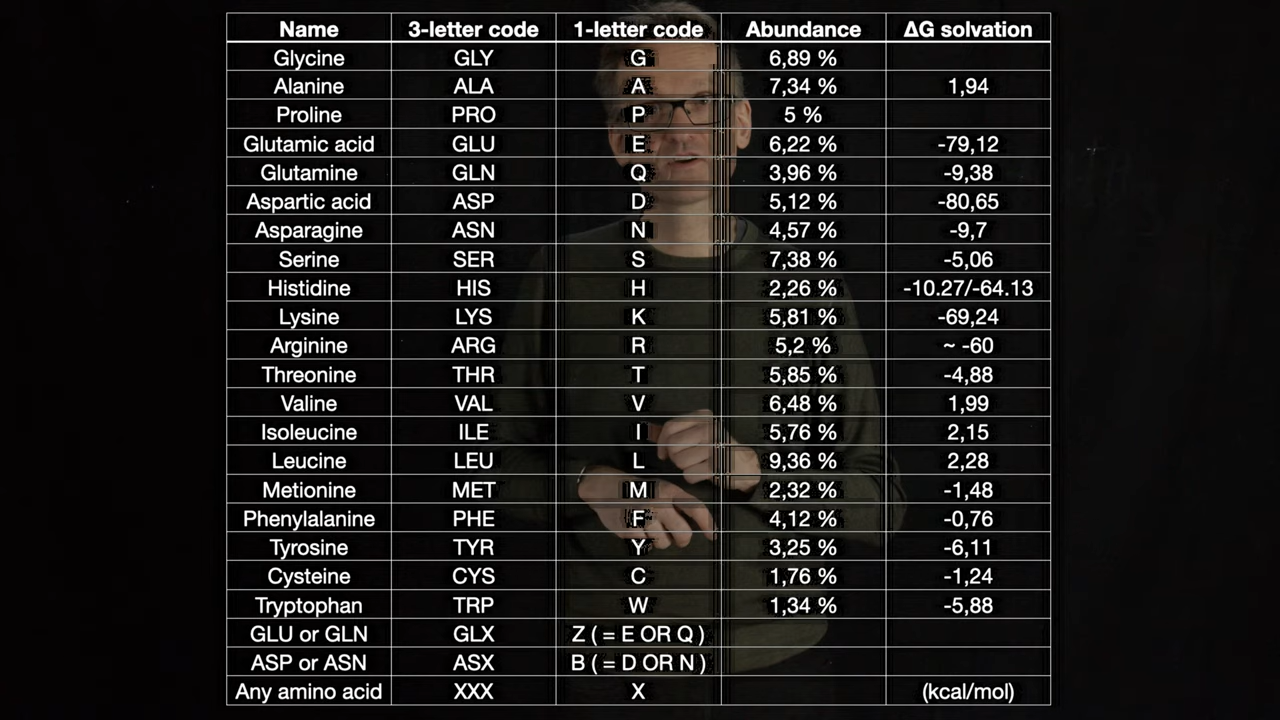 Name 3-letter code 1-letter code Abundance ΔG solvation
Glycine GLY G 6,89 %
Alanine ALA A 7,34 % 1,94
Proline PRO P 5 %
Glutamic acid GLU E 6,22 % -79,12
Glutamine GLN Q 3,96 % -9,38
Aspartic acid ASP D 5,12 % -80,65
Asparagine ASN N 4,57 % -9,7
Serine SER S 7,38 % -5,06
Histidine HIS H 2,26 % -10.27/-64.13
Lysine LYS K 5,81 % -69,24
Arginine ARG R 5,2 % ~ -60
Threonine THR T 5,85 % -4,88
Valine VAL V 6,48 % 1,99
Isoleucine ILE I 5,76 % 2,15
Leucine LEU L 9,36 % 2,28
Metionine MET M 2,32 % -1,48
Phenylalanine PHE F 4,12 % -0,76
Tyrosine TYR Y 3,25 % -6,11
Cysteine CYS C 1,76 % -1,24
Tryptophan TRP W 1,34 % -5,88
GLU or GLN GLX Z ( = E OR Q )
ASP or ASN ASX B ( = D OR N )
Any amino acid XXX X (kcal/mol)